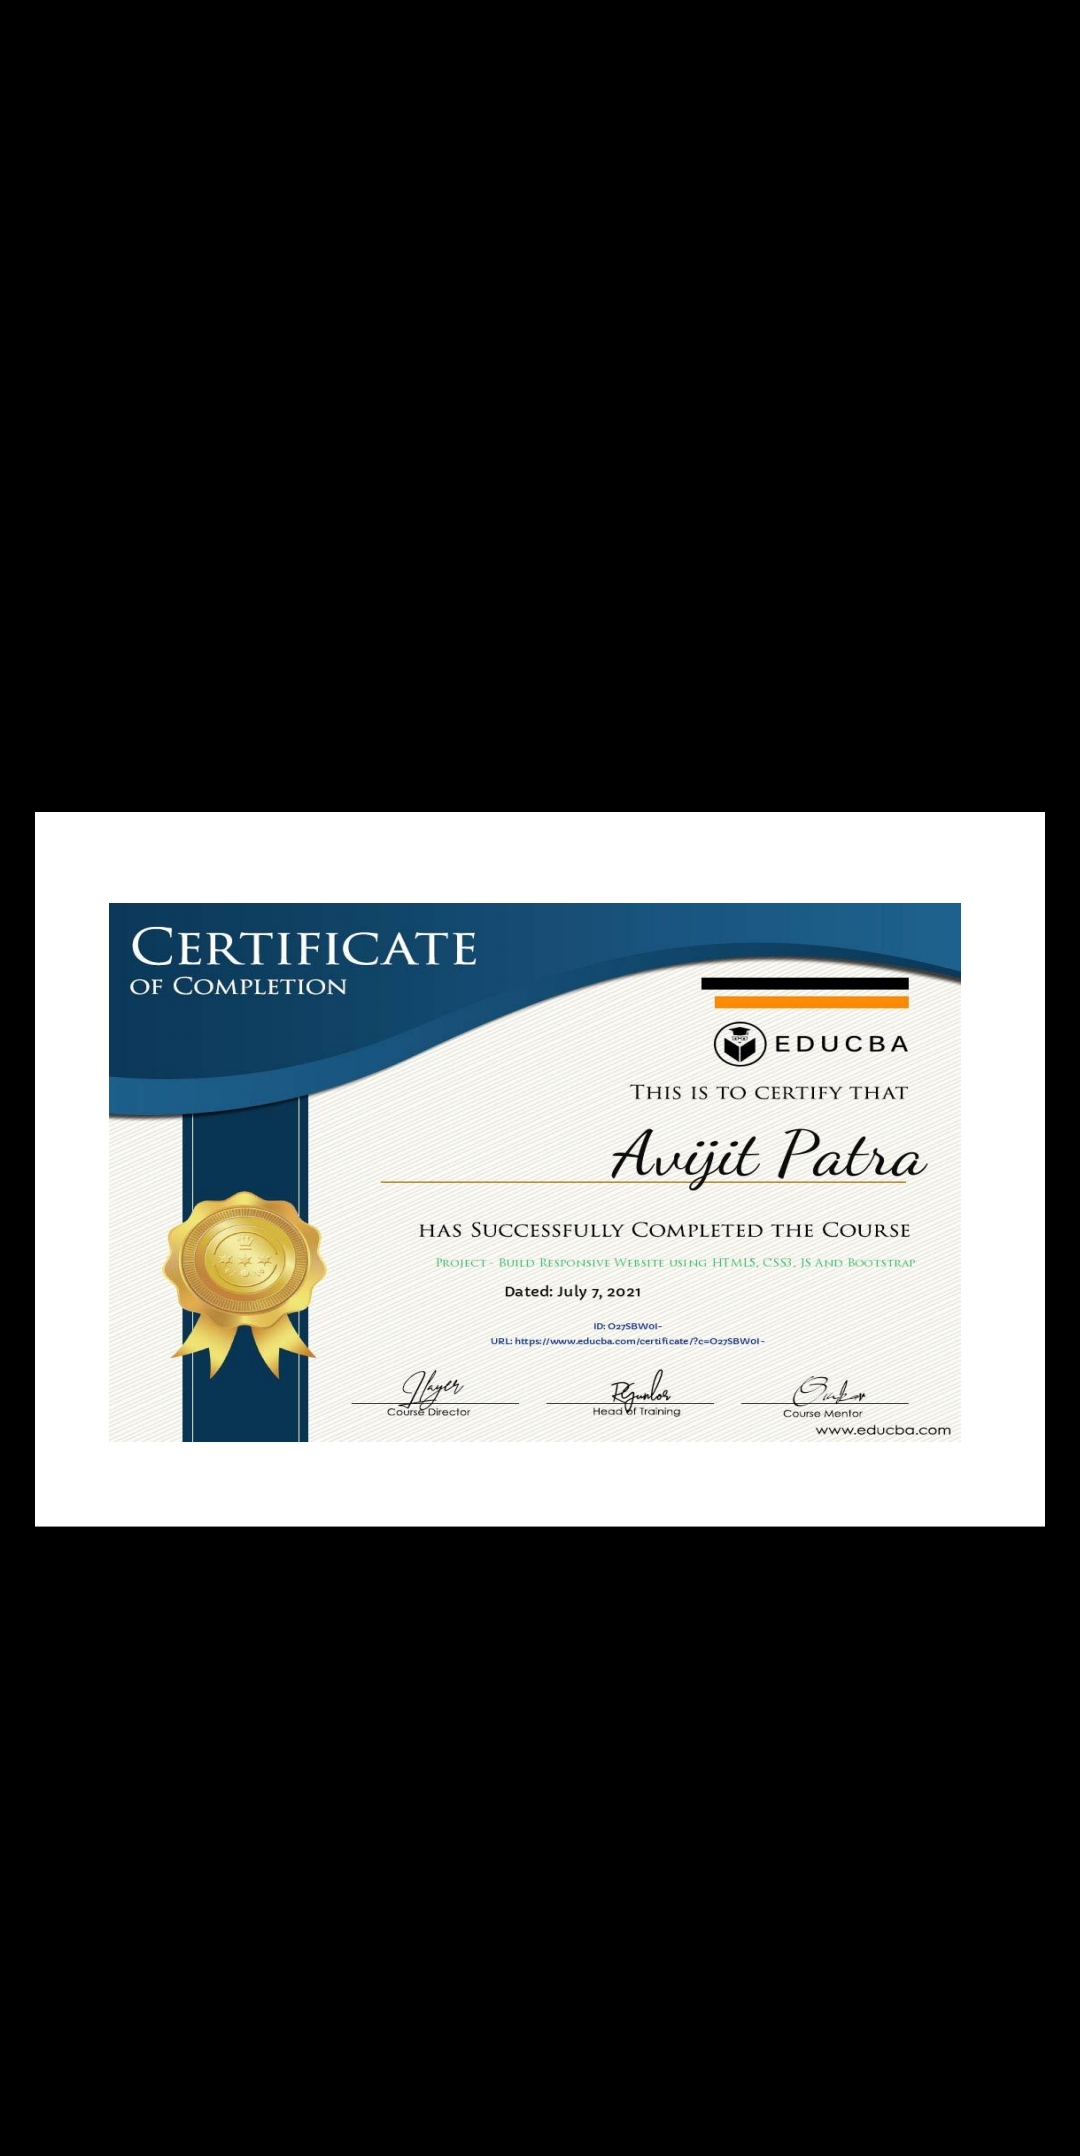 CERTIFICATE
OF COMPLETION
EDUCBA
THIS IS TO CERTIFY THAT
Avijit Patra
HAS SUCCESSFULLY COMPLETED THE COURSE
PROJECT - BUILD RESPONSIVE WEBSITE USING HTML5, CSS3, JS AND BOOTSTRAP
Dated: July 7, 2021
ID: O27SBW0I-
URL: https://www.educba.com/certificate/?c=O27SBW0I-
Course Director
Head of Training
Course Mentor
www.educba.com